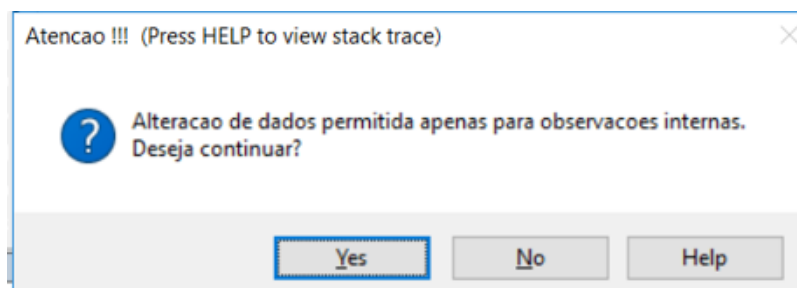 Atencao !!! (Press HELP to view stack trace)
Alteracao de dados permitida apenas para observacoes internas.
Deseja continuar?
Yes
No
Help